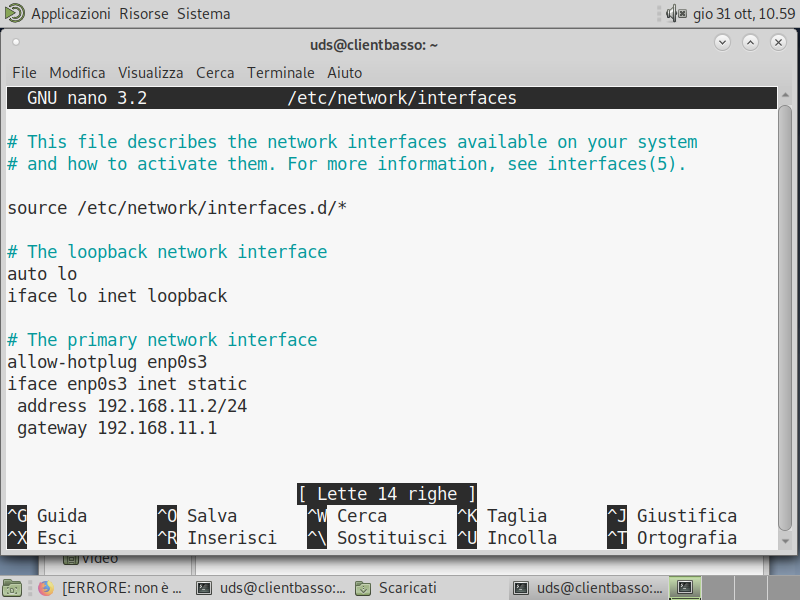 Applicazioni Risorse Sistema gio 31 ott, 10.59
uds@clientbasso: ~
File Modifica Visualizza Cerca Terminale Aiuto
GNU nano 3.2 /etc/network/interfaces
# This file describes the network interfaces available on your system
# and how to activate them. For more information, see interfaces(5).
source /etc/network/interfaces.d/*
# The loopback network interface
auto lo
iface lo inet loopback
# The primary network interface
allow-hotplug enp0s3
iface enp0s3 inet static
address 192.168.11.2/24
gateway 192.168.11.1
[ Lette 14 righe ]
^G Guida ^O Salva ^W Cerca ^K Taglia ^J Giustifica
^X Esci ^R Inserisci ^\ Sostituisci ^U Incolla ^T Ortografia
Video
[ERRORE: non è ... uds@clientbasso:... Scaricati uds@clientbasso:...